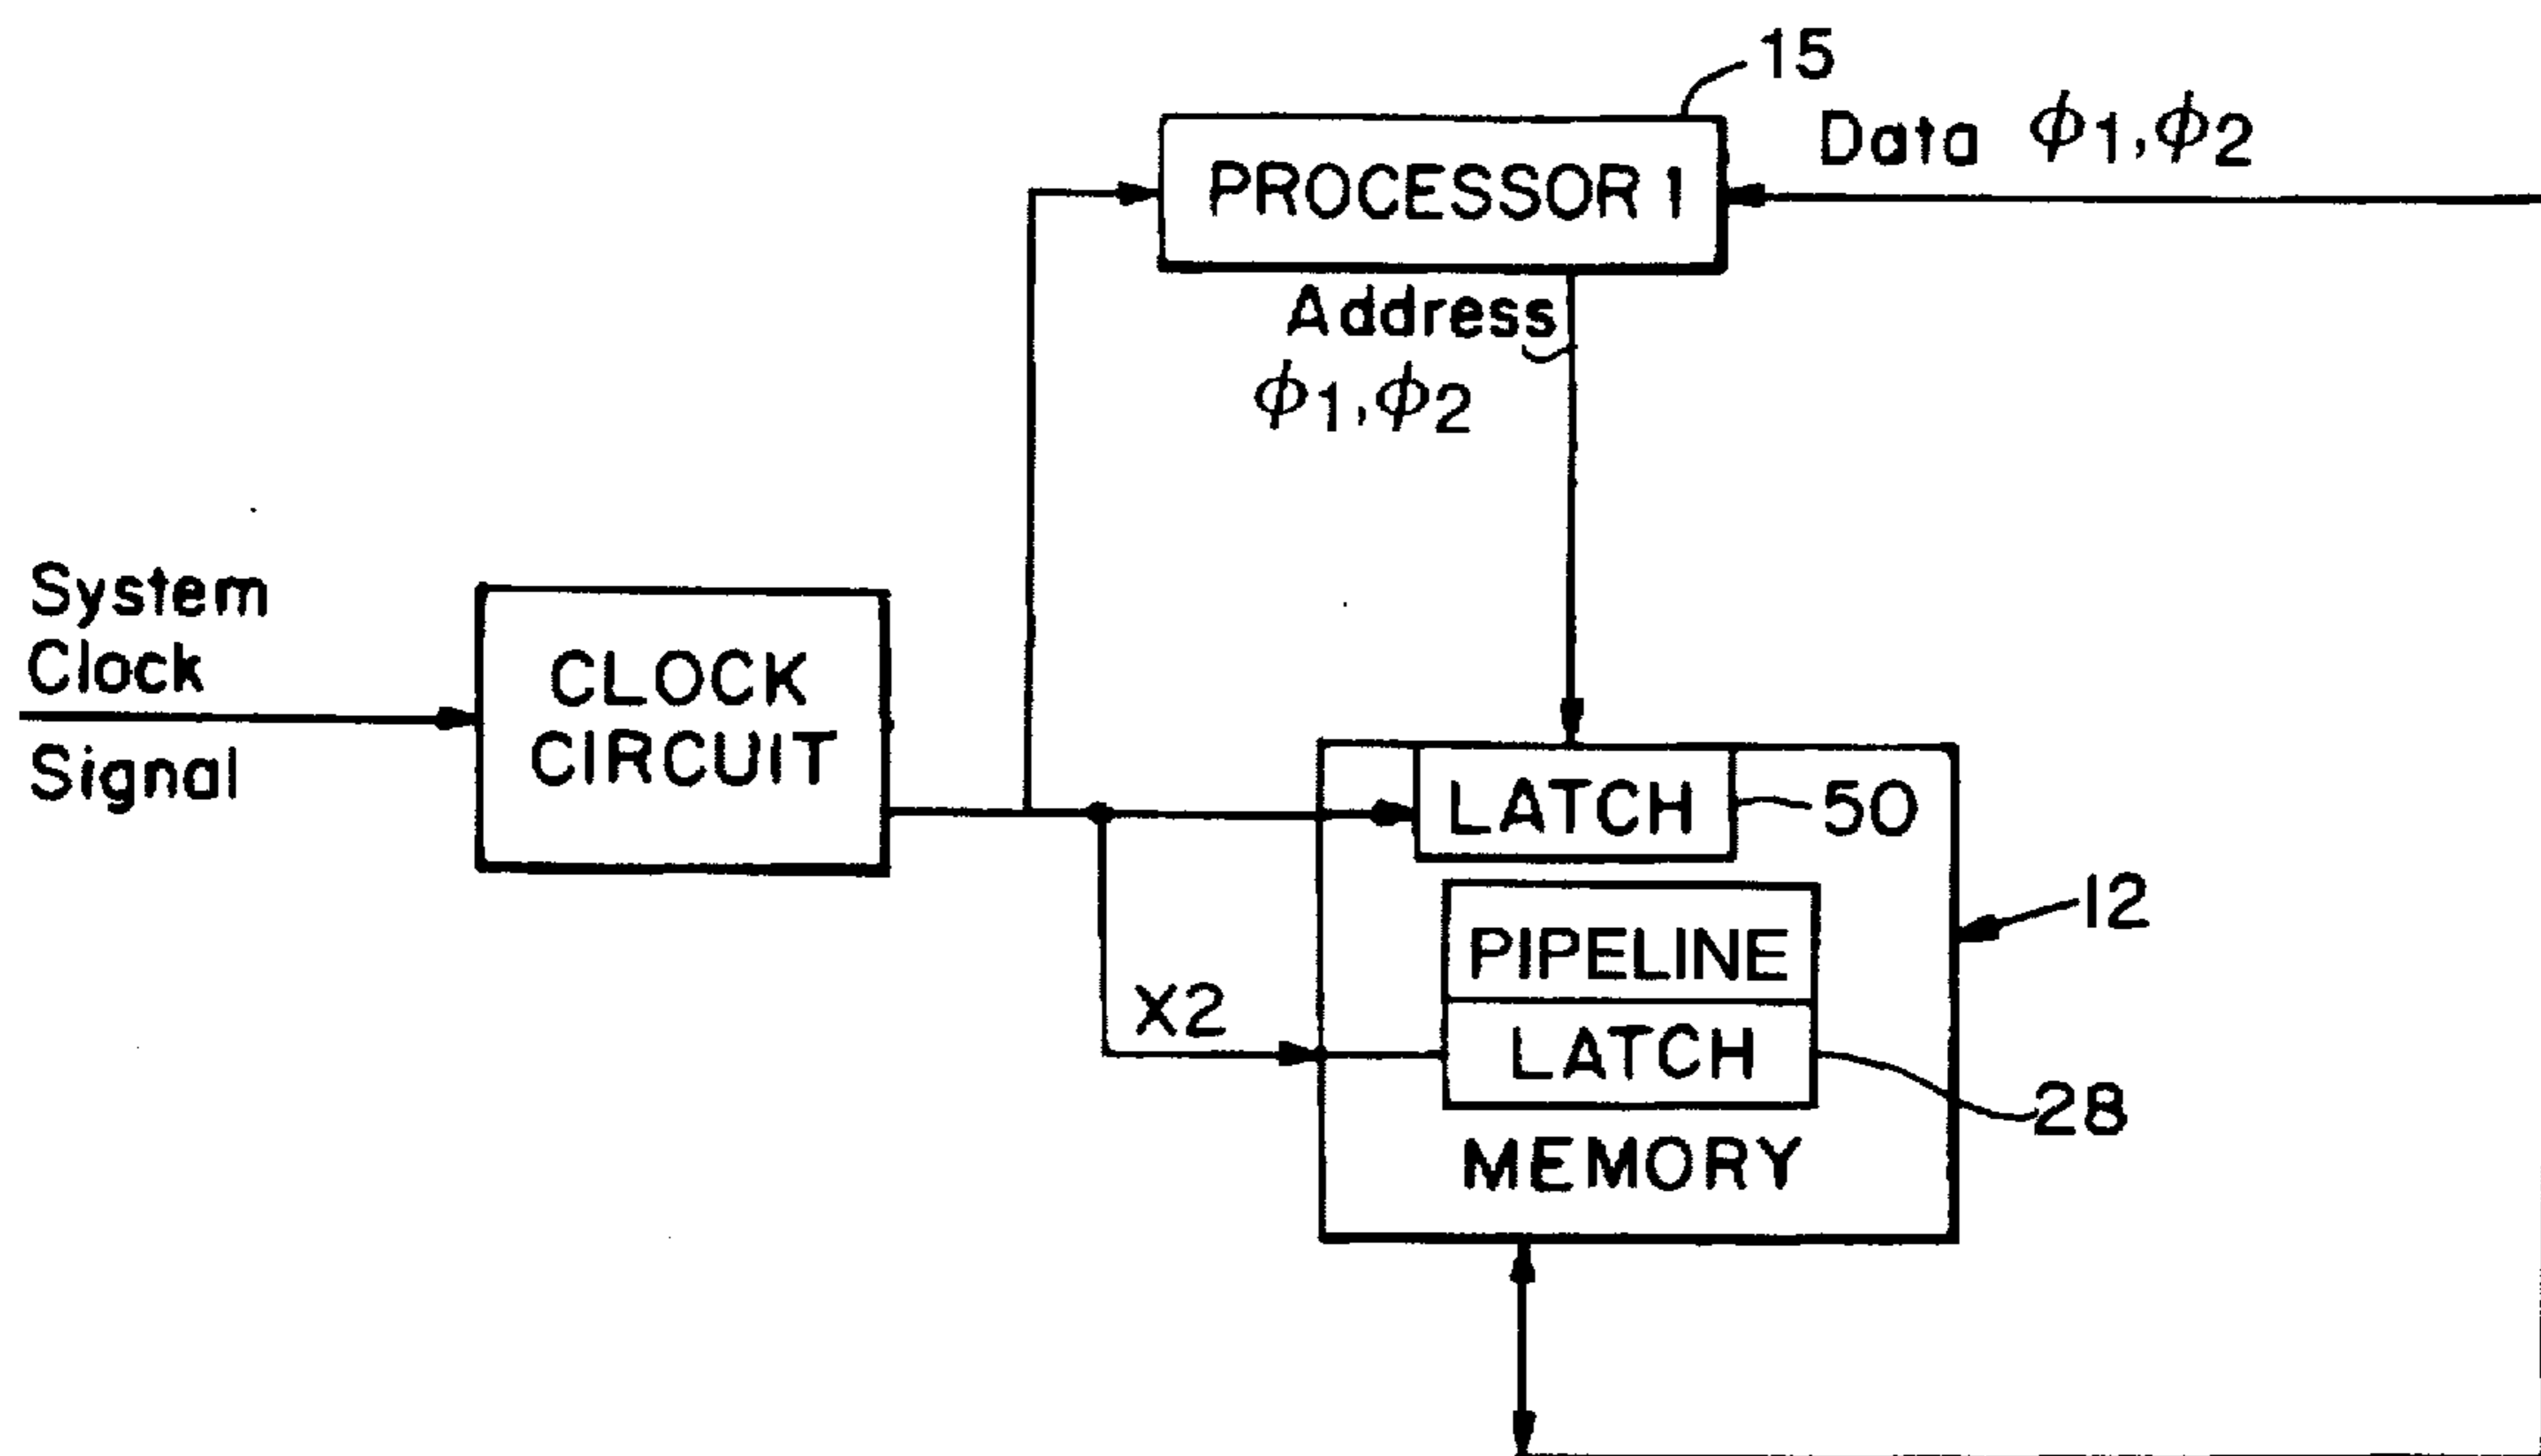 15
Data ϕ1,ϕ2
PROCESSOR 1
Address
ϕ1,ϕ2
System
Clock
Signal
CLOCK
CIRCUIT
LATCH
50
12
PIPELINE
X2
LATCH
28
MEMORY